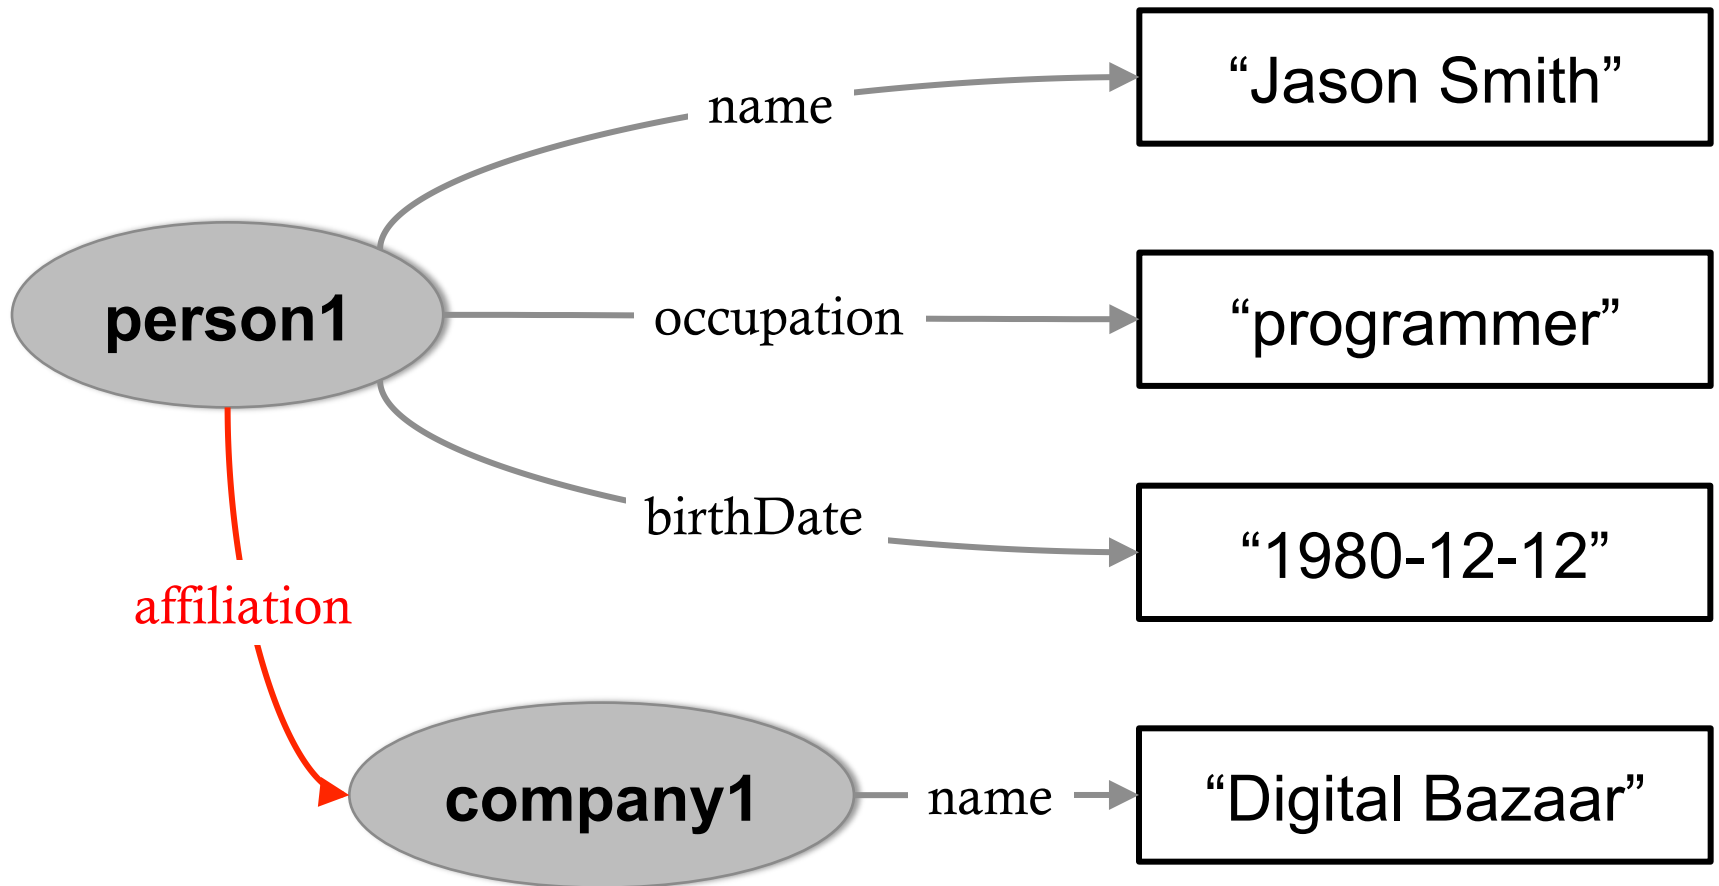 name
“Jason Smith”
person1
occupation
“programmer”
birthDate
“1980-12-12”
affiliation
company1
name
“Digital Bazaar”